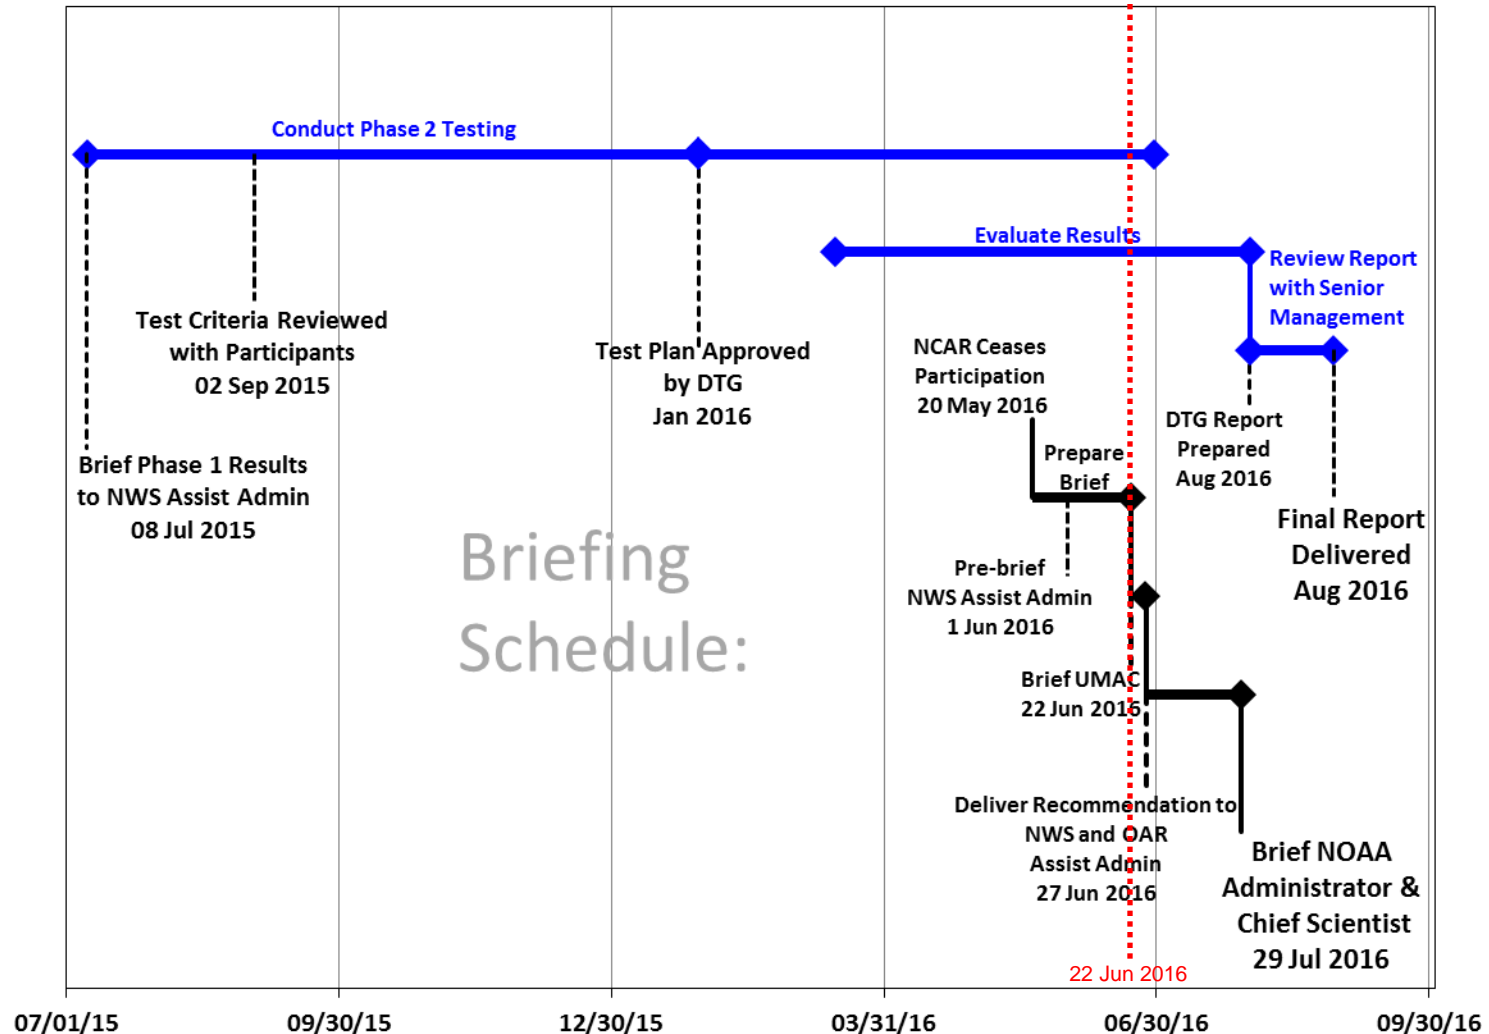 Conduct Phase 2 Testing
Evaluate Results
Review Report
with Senior
Management
Test Criteria Reviewed
with Participants
02 Sep 2015
Test Plan Approved
by DTG
Jan 2016
NCAR Ceases
Participation
20 May 2016
DTG Report
Prepared
Aug 2016
Prepare
Brief
Brief Phase 1 Results
to NWS Assist Admin
08 Jul 2015
Final Report
Delivered
Aug 2016
Briefing
Schedule:
Pre-brief
NWS Assist Admin
1 Jun 2016
Brief UMAC
22 Jun 2016
Deliver Recommendation to
NWS and OAR
Assist Admin
27 Jun 2016
Brief NOAA
Administrator &
Chief Scientist
29 Jul 2016
22 Jun 2016
07/01/15
09/30/15
12/30/15
03/31/16
06/30/16
09/30/16